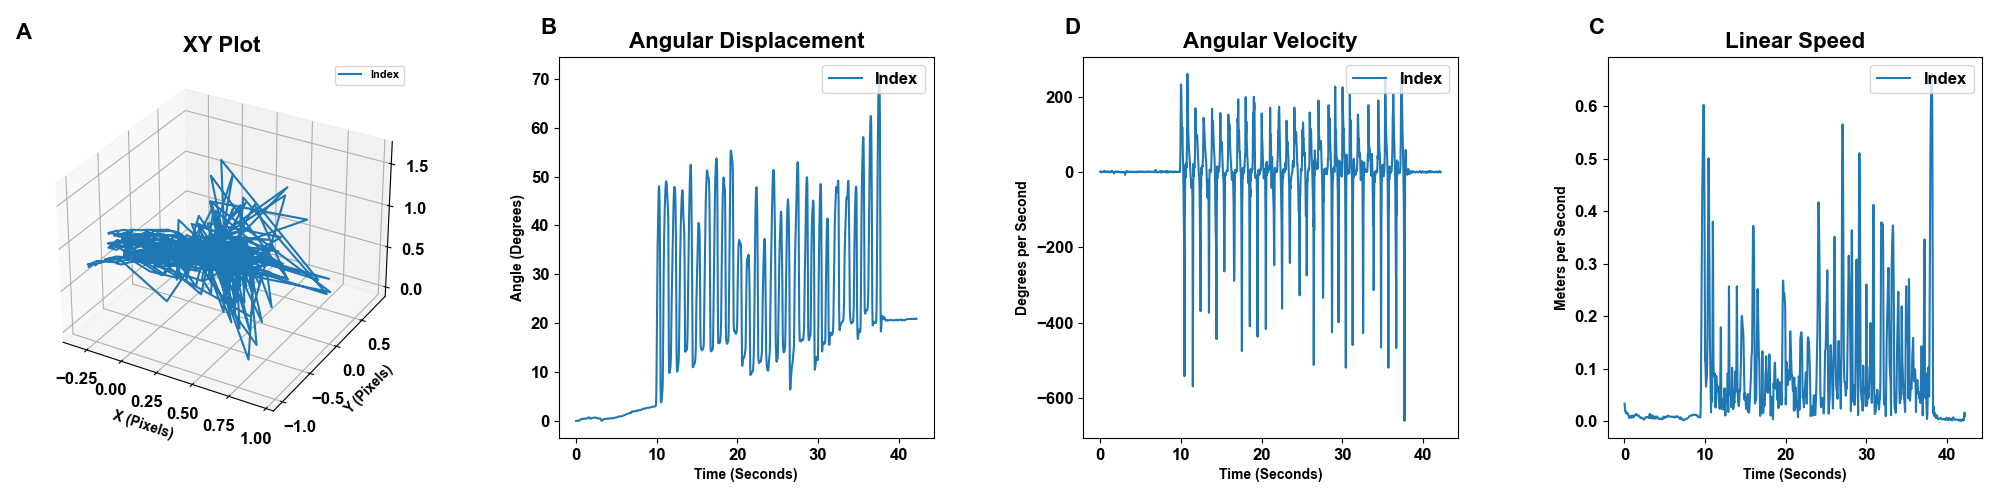 A
XY Plot
Index
1.5
1.0
0.5
0.0
−0.25
0.00
0.25
0.50
0.75
1.00
X (Pixels)
−1.0
−0.5
0.0
0.5
Y (Pixels)
B
Angular Displacement
Index
70
60
50
40
30
20
10
0
Angle (Degrees)
0 10 20 30 40
Time (Seconds)
D
Angular Velocity
Index
200
0
−200
−400
−600
Degrees per Second
0 10 20 30 40
Time (Seconds)
C
Linear Speed
Index
0.6
0.5
0.4
0.3
0.2
0.1
0.0
Meters per Second
0 10 20 30 40
Time (Seconds)